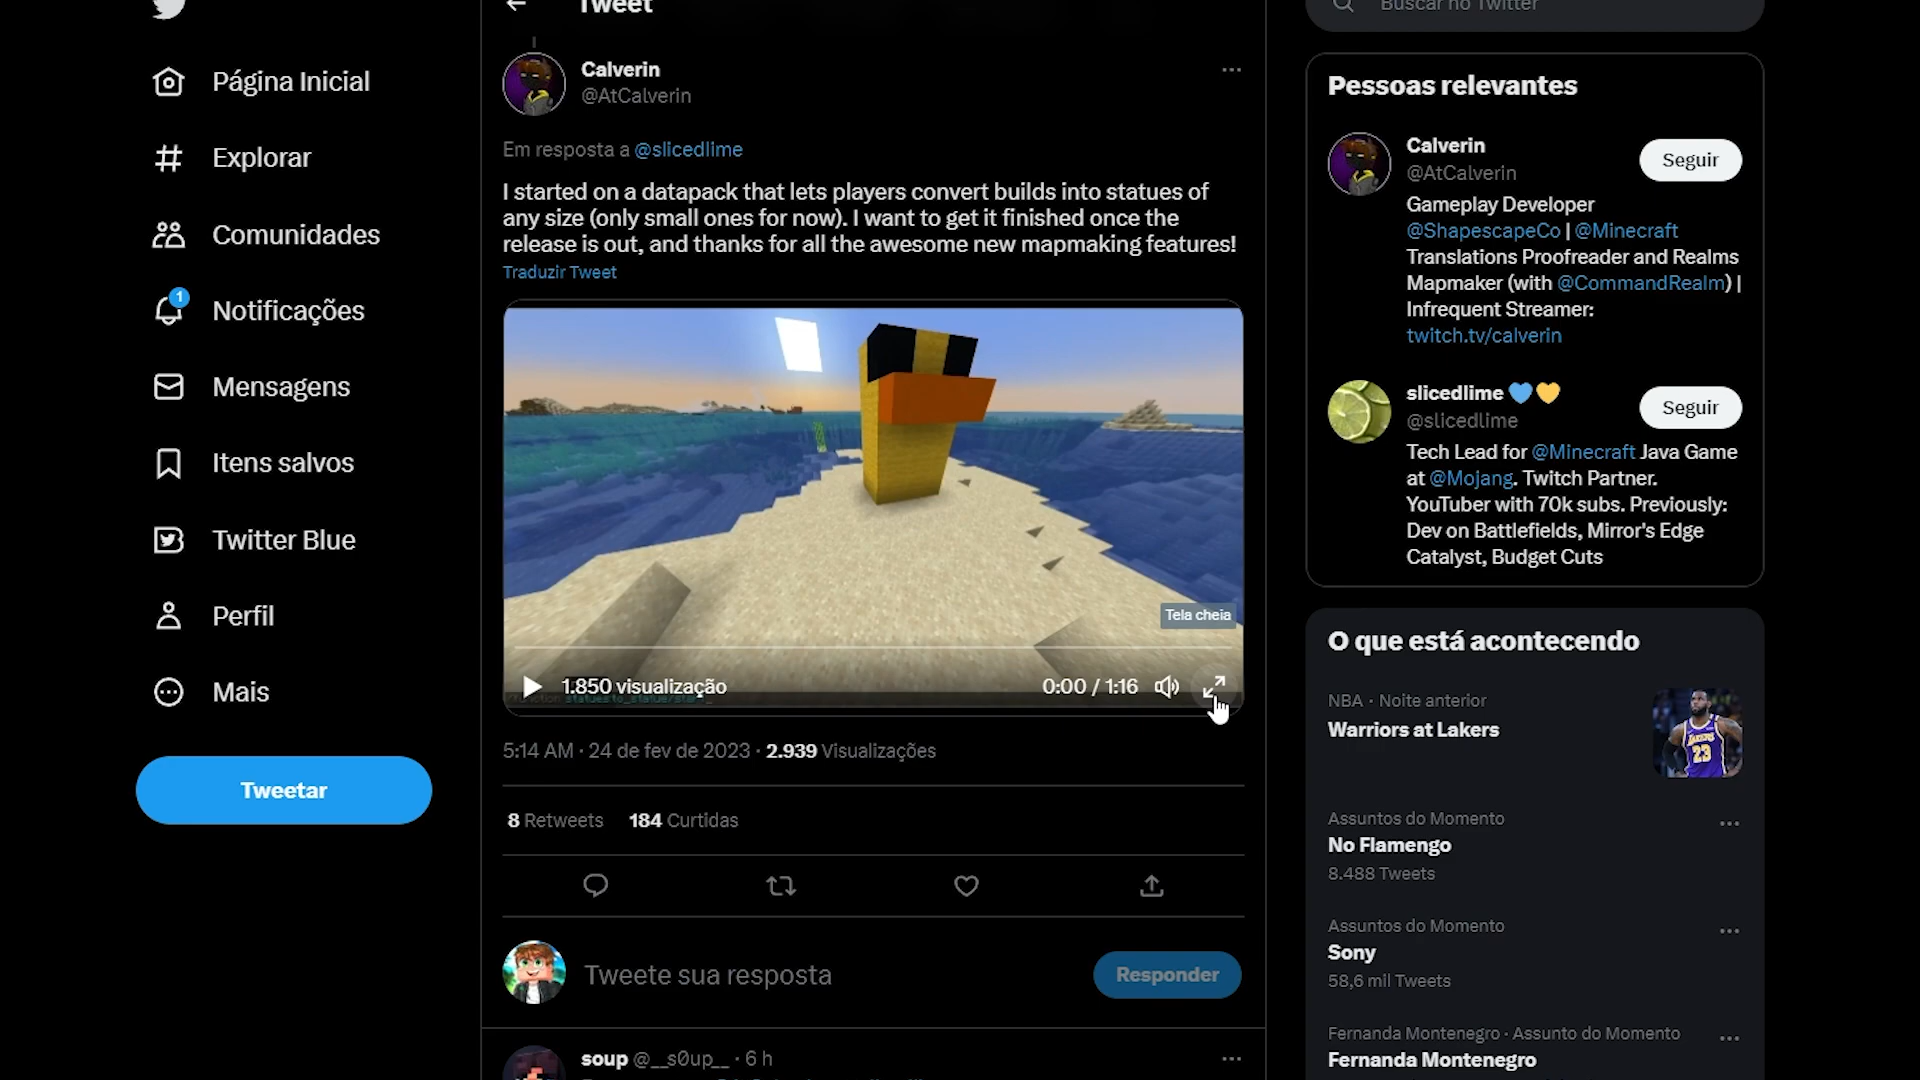 Tweet
Buscar no Twitter
Página Inicial
Explorar
Comunidades
1
Notificações
Mensagens
Itens salvos
Twitter Blue
Perfil
Mais
Tweetar
Calverin
@AtCalverin
Em resposta a @slicedlime
I started on a datapack that lets players convert builds into statues of
any size (only small ones for now). I want to get it finished once the
release is out, and thanks for all the awesome new mapmaking features!
Traduzir Tweet
Tela cheia
1.850 visualização
0:00 / 1:16
5:14 AM · 24 de fev de 2023 · 2.939 Visualizações
8 Retweets 184 Curtidas
Tweete sua resposta
Responder
soup @__s0up__ · 6 h
Pessoas relevantes
Calverin
@AtCalverin
Seguir
Gameplay Developer
@ShapescapeCo | @Minecraft
Translations Proofreader and Realms
Mapmaker (with @CommandRealm) |
Infrequent Streamer:
twitch.tv/calverin
slicedlime 💙💛
@slicedlime
Seguir
Tech Lead for @Minecraft Java Game
at @Mojang. Twitch Partner.
YouTuber with 70k subs. Previously:
Dev on Battlefields, Mirror's Edge
Catalyst, Budget Cuts
O que está acontecendo
NBA · Noite anterior
Warriors at Lakers
LAKERS
23
Assuntos do Momento
No Flamengo
8.488 Tweets
Assuntos do Momento
Sony
58,6 mil Tweets
Fernanda Montenegro · Assunto do Momento
Fernanda Montenegro